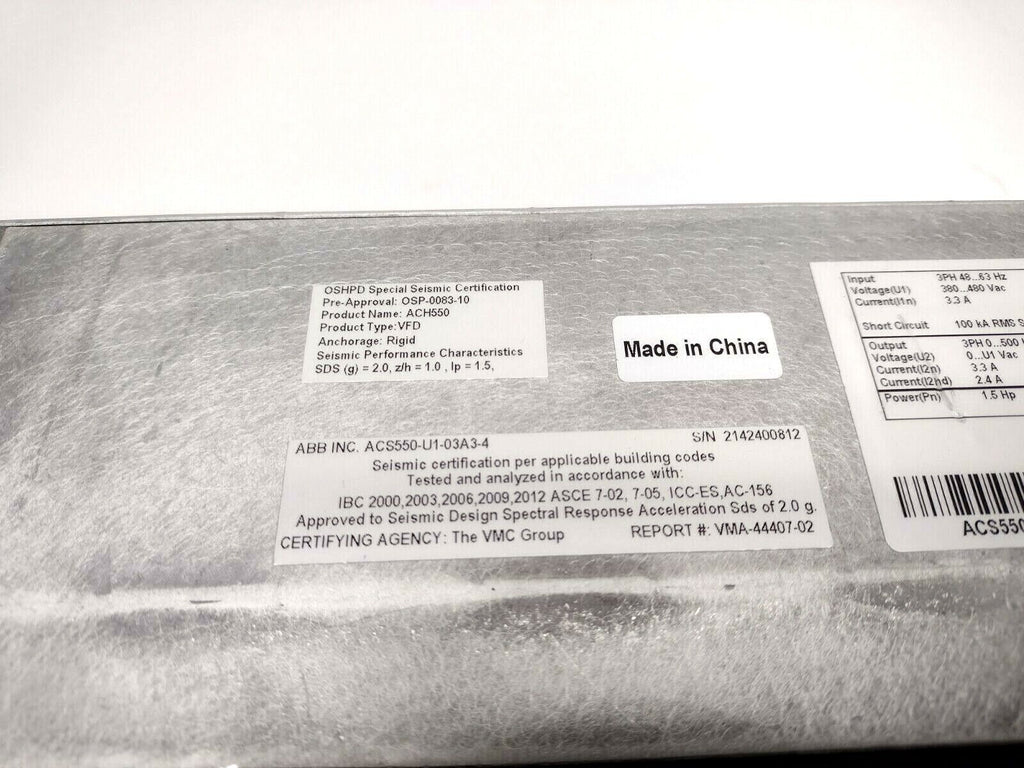 OSHPD Special Seismic Certification
Pre-Approval: OSP-0083-10
Product Name: ACH550
Product Type:VFD
Anchorage: Rigid
Seismic Performance Characteristics
SDS (g) = 2.0, z/h = 1.0 , Ip = 1.5,
Made in China
ABB INC. ACS550-U1-03A3-4 S/N 2142400812
Seismic certification per applicable building codes
Tested and analyzed in accordance with:
IBC 2000,2003,2006,2009,2012 ASCE 7-02, 7-05, ICC-ES,AC-156
Approved to Seismic Design Spectral Response Acceleration Sds of 2.0 g.
CERTIFYING AGENCY: The VMC Group REPORT #: VMA-44407-02
Input 3PH 48...63 Hz
Voltage(U1) 380...480 Vac
Current(I1n) 3.3 A
Short Circuit 100 kA RMS S
Output 3PH 0...500
Voltage(U2) 0...U1 Vac
Current(I2n) 3.3 A
Current(I2hd) 2.4 A
Power(Pn) 1.5 Hp
ACS550